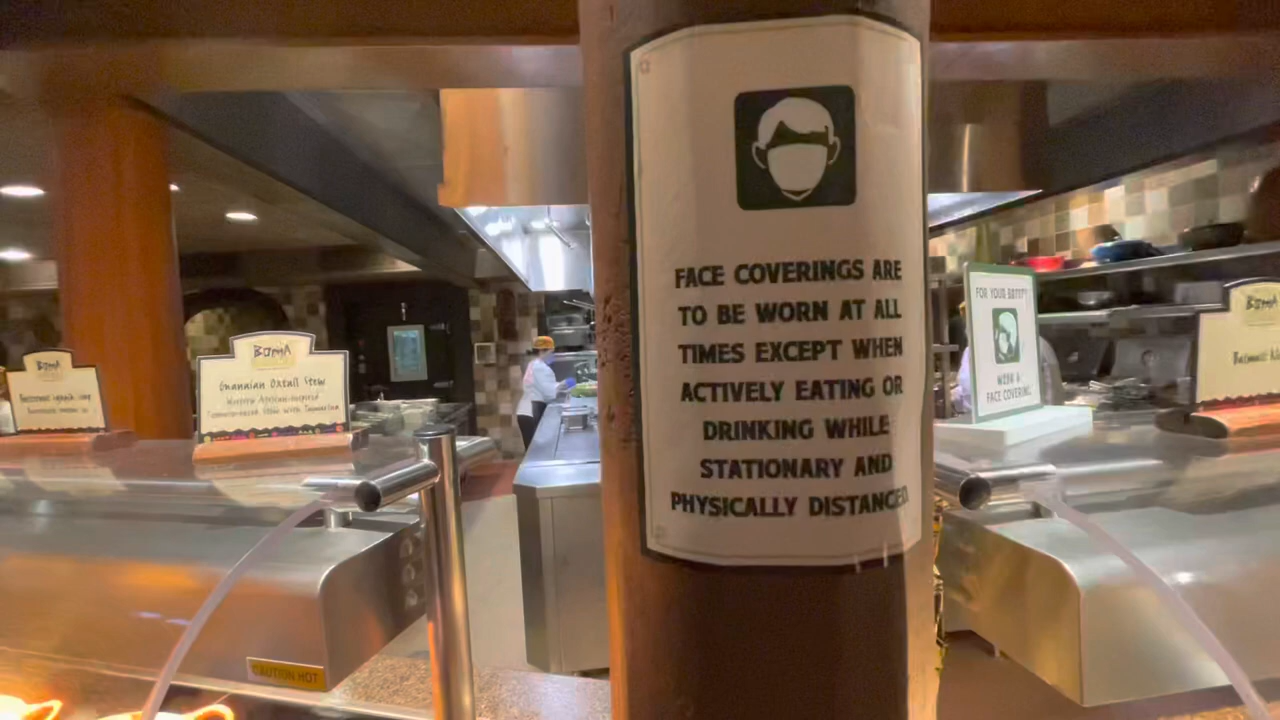 FACE COVERINGS ARE
TO BE WORN AT ALL
TIMES EXCEPT WHEN
ACTIVELY EATING OR
DRINKING WHILE
STATIONARY AND
PHYSICALLY DISTANCED
BOMA
BOMA
Ghanaian Oxtail Stew
CAUTION HOT
FOR YOUR SAFETY
WEAR A
FACE COVERING
BOMA